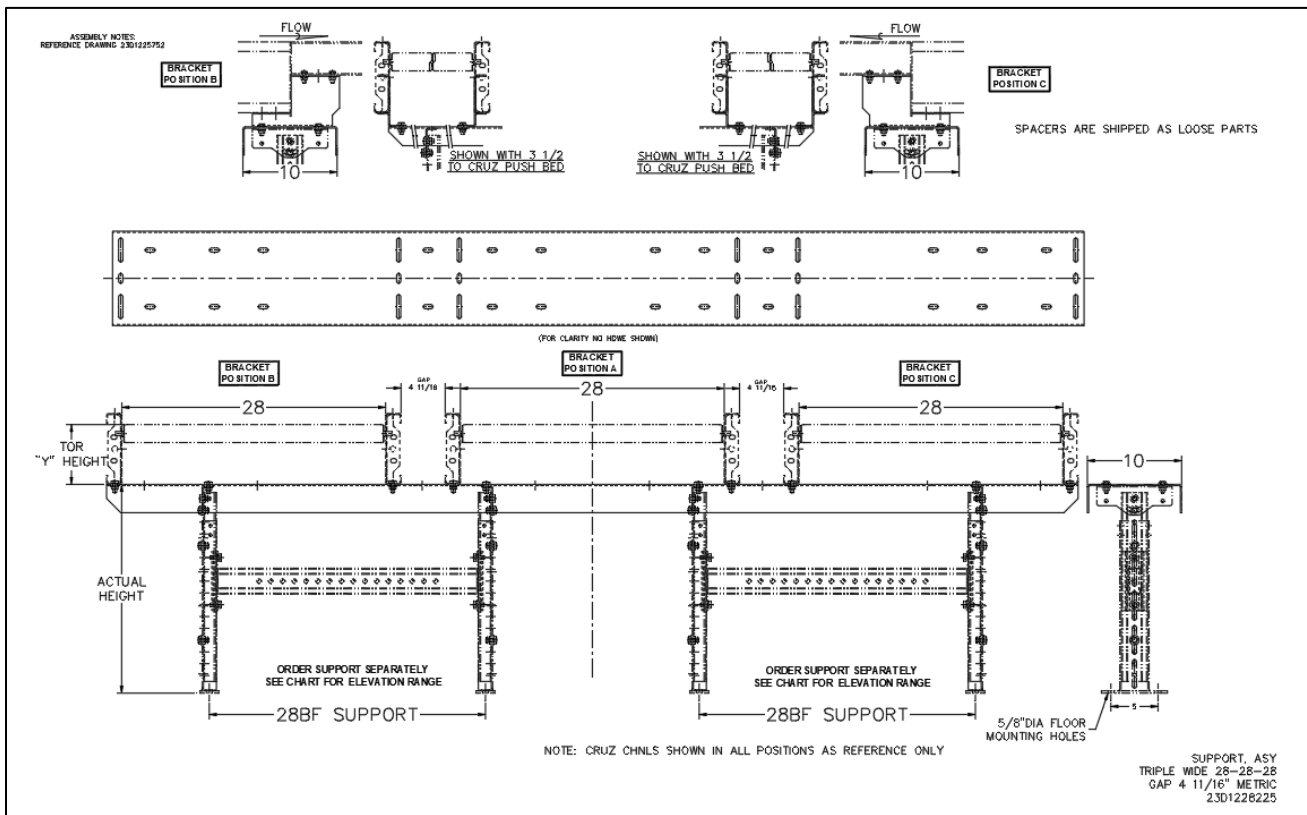 ASSEMBLY NOTES:
REFERENCE DRAWING 23D1225752
FLOW
FLOW
BRACKET
POSITION B
BRACKET
POSITION C
SPACERS ARE SHIPPED AS LOOSE PARTS
SHOWN WITH 3 1/2
TO CRUZ PUSH BED
SHOWN WITH 3 1/2
TO CRUZ PUSH BED
10
10
(FOR CLARITY NO HDWE SHOWN)
BRACKET
POSITION B
BRACKET
POSITION A
BRACKET
POSITION C
GAP
4 11/16
GAP
4 11/16
28
28
28
TOR
"Y" HEIGHT
10
ACTUAL
HEIGHT
ORDER SUPPORT SEPARATELY
SEE CHART FOR ELEVATION RANGE
ORDER SUPPORT SEPARATELY
SEE CHART FOR ELEVATION RANGE
28BF SUPPORT
28BF SUPPORT
5
5/8"DIA FLOOR
MOUNTING HOLES
NOTE: CRUZ CHNLS SHOWN IN ALL POSITIONS AS REFERENCE ONLY
SUPPORT, ASY
TRIPLE WIDE 28-28-28
GAP 4 11/16" METRIC
23D1228225